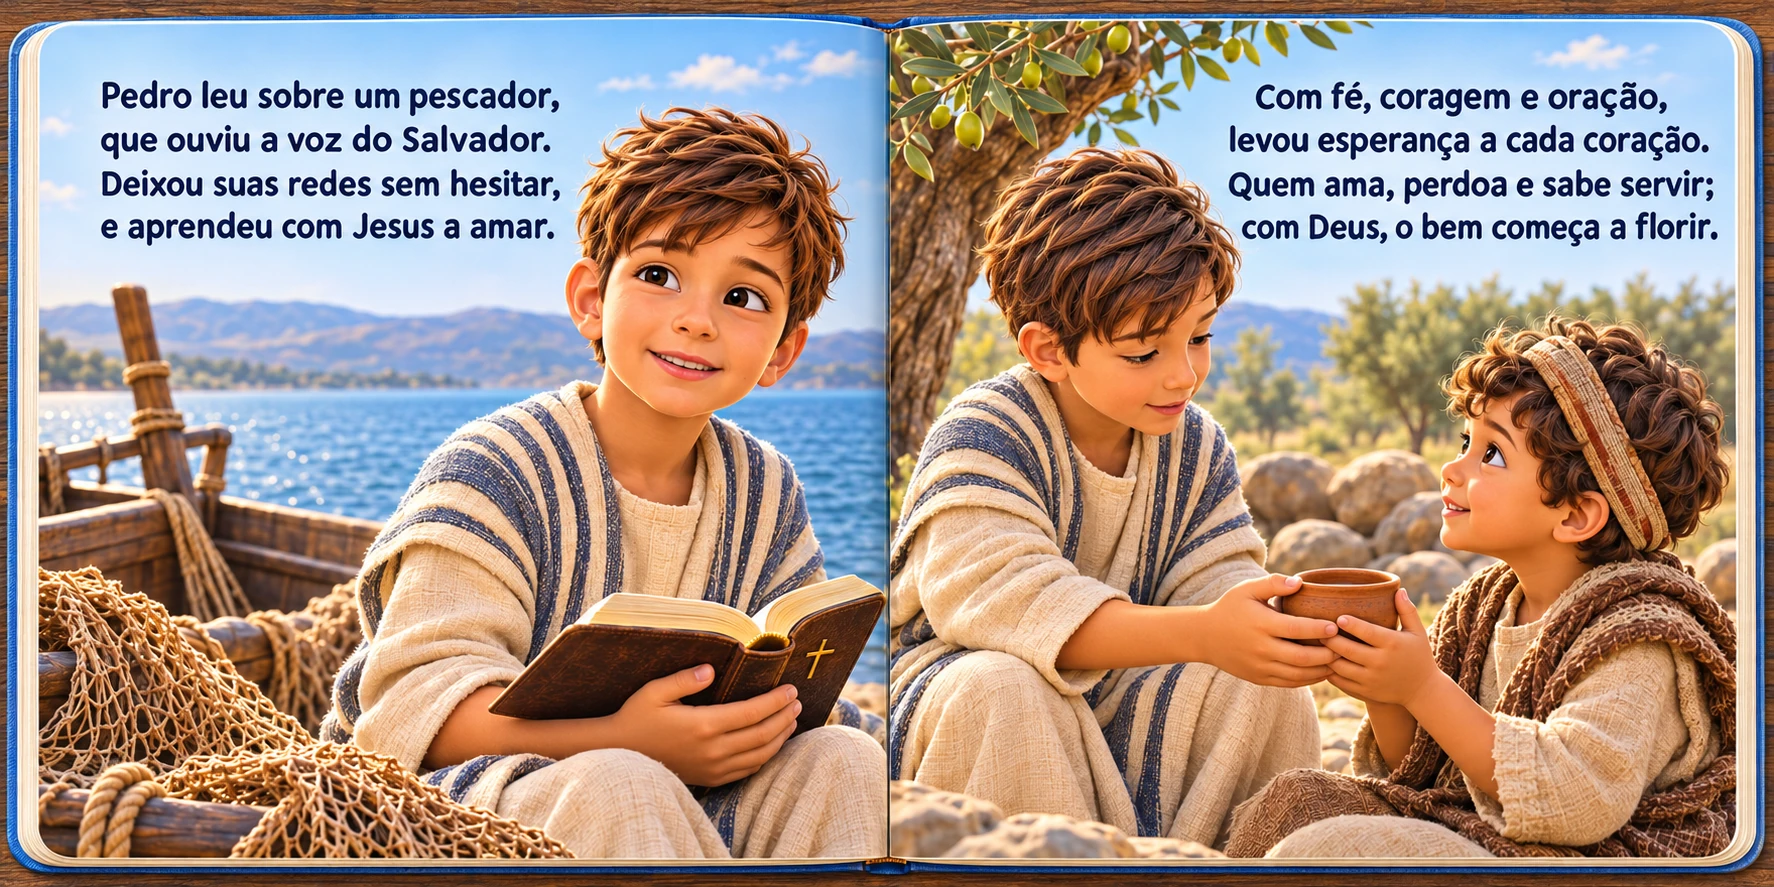 Pedro leu sobre um pescador,
que ouviu a voz do Salvador.
Deixou suas redes sem hesitar,
e aprendeu com Jesus a amar.
Com fé, coragem e oração,
levou esperança a cada coração.
Quem ama, perdoa e sabe servir;
com Deus, o bem começa a florir.